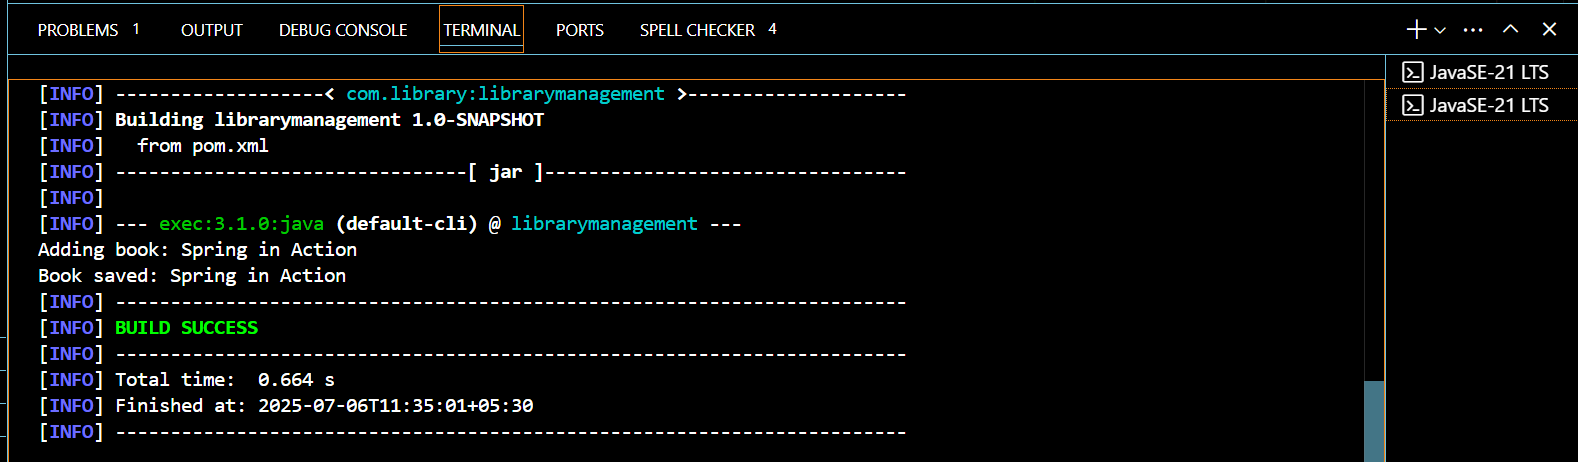 PROBLEMS 1 OUTPUT DEBUG CONSOLE TERMINAL PORTS SPELL CHECKER 4
JavaSE-21 LTS
JavaSE-21 LTS
[INFO] -------------------< com.library:librarymanagement >--------------------
[INFO] Building librarymanagement 1.0-SNAPSHOT
[INFO]   from pom.xml
[INFO] --------------------------------[ jar ]---------------------------------
[INFO]
[INFO] --- exec:3.1.0:java (default-cli) @ librarymanagement ---
Adding book: Spring in Action
Book saved: Spring in Action
[INFO] ------------------------------------------------------------------------
[INFO] BUILD SUCCESS
[INFO] ------------------------------------------------------------------------
[INFO] Total time:  0.664 s
[INFO] Finished at: 2025-07-06T11:35:01+05:30
[INFO] ------------------------------------------------------------------------